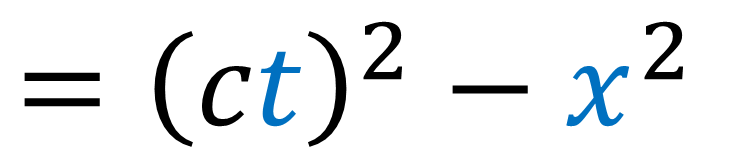 = (ct)² − x²